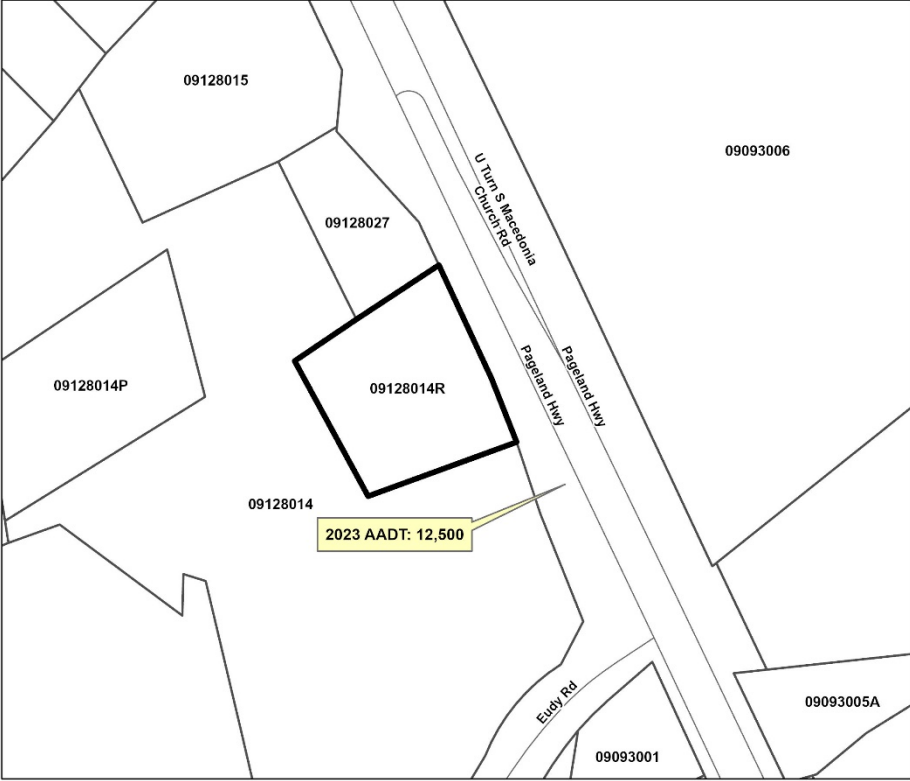 09128015
09093006
U Turn S Macedonia
Church Rd
09128027
09128014P
09128014R
Pageland Hwy
Pageland Hwy
09128014
2023 AADT: 12,500
Eudy Rd
09093005A
09093001